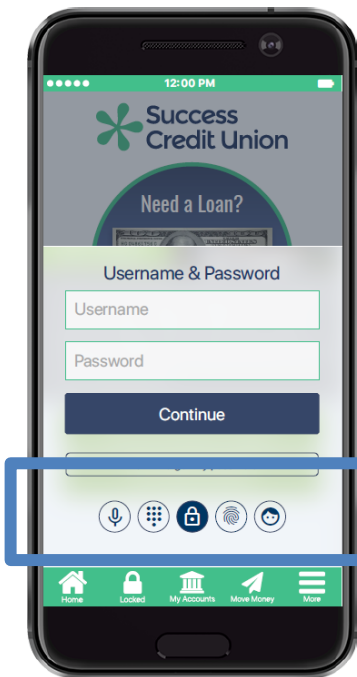 12:00 PM
Success
Credit Union
Need a Loan?
Username & Password
Username
Password
Continue
Home
Locked
My Accounts
Move Money
More